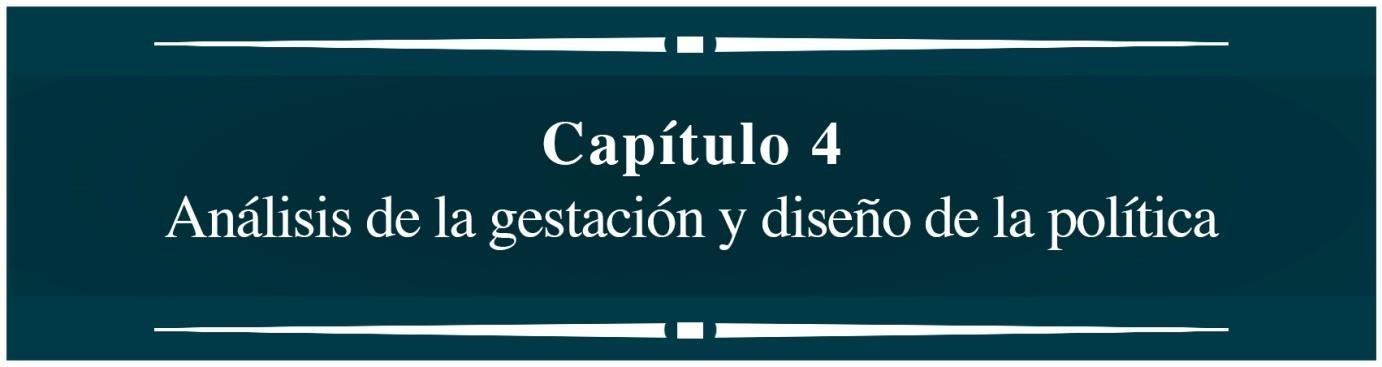 Capítulo 4
Análisis de la gestación y diseño de la política